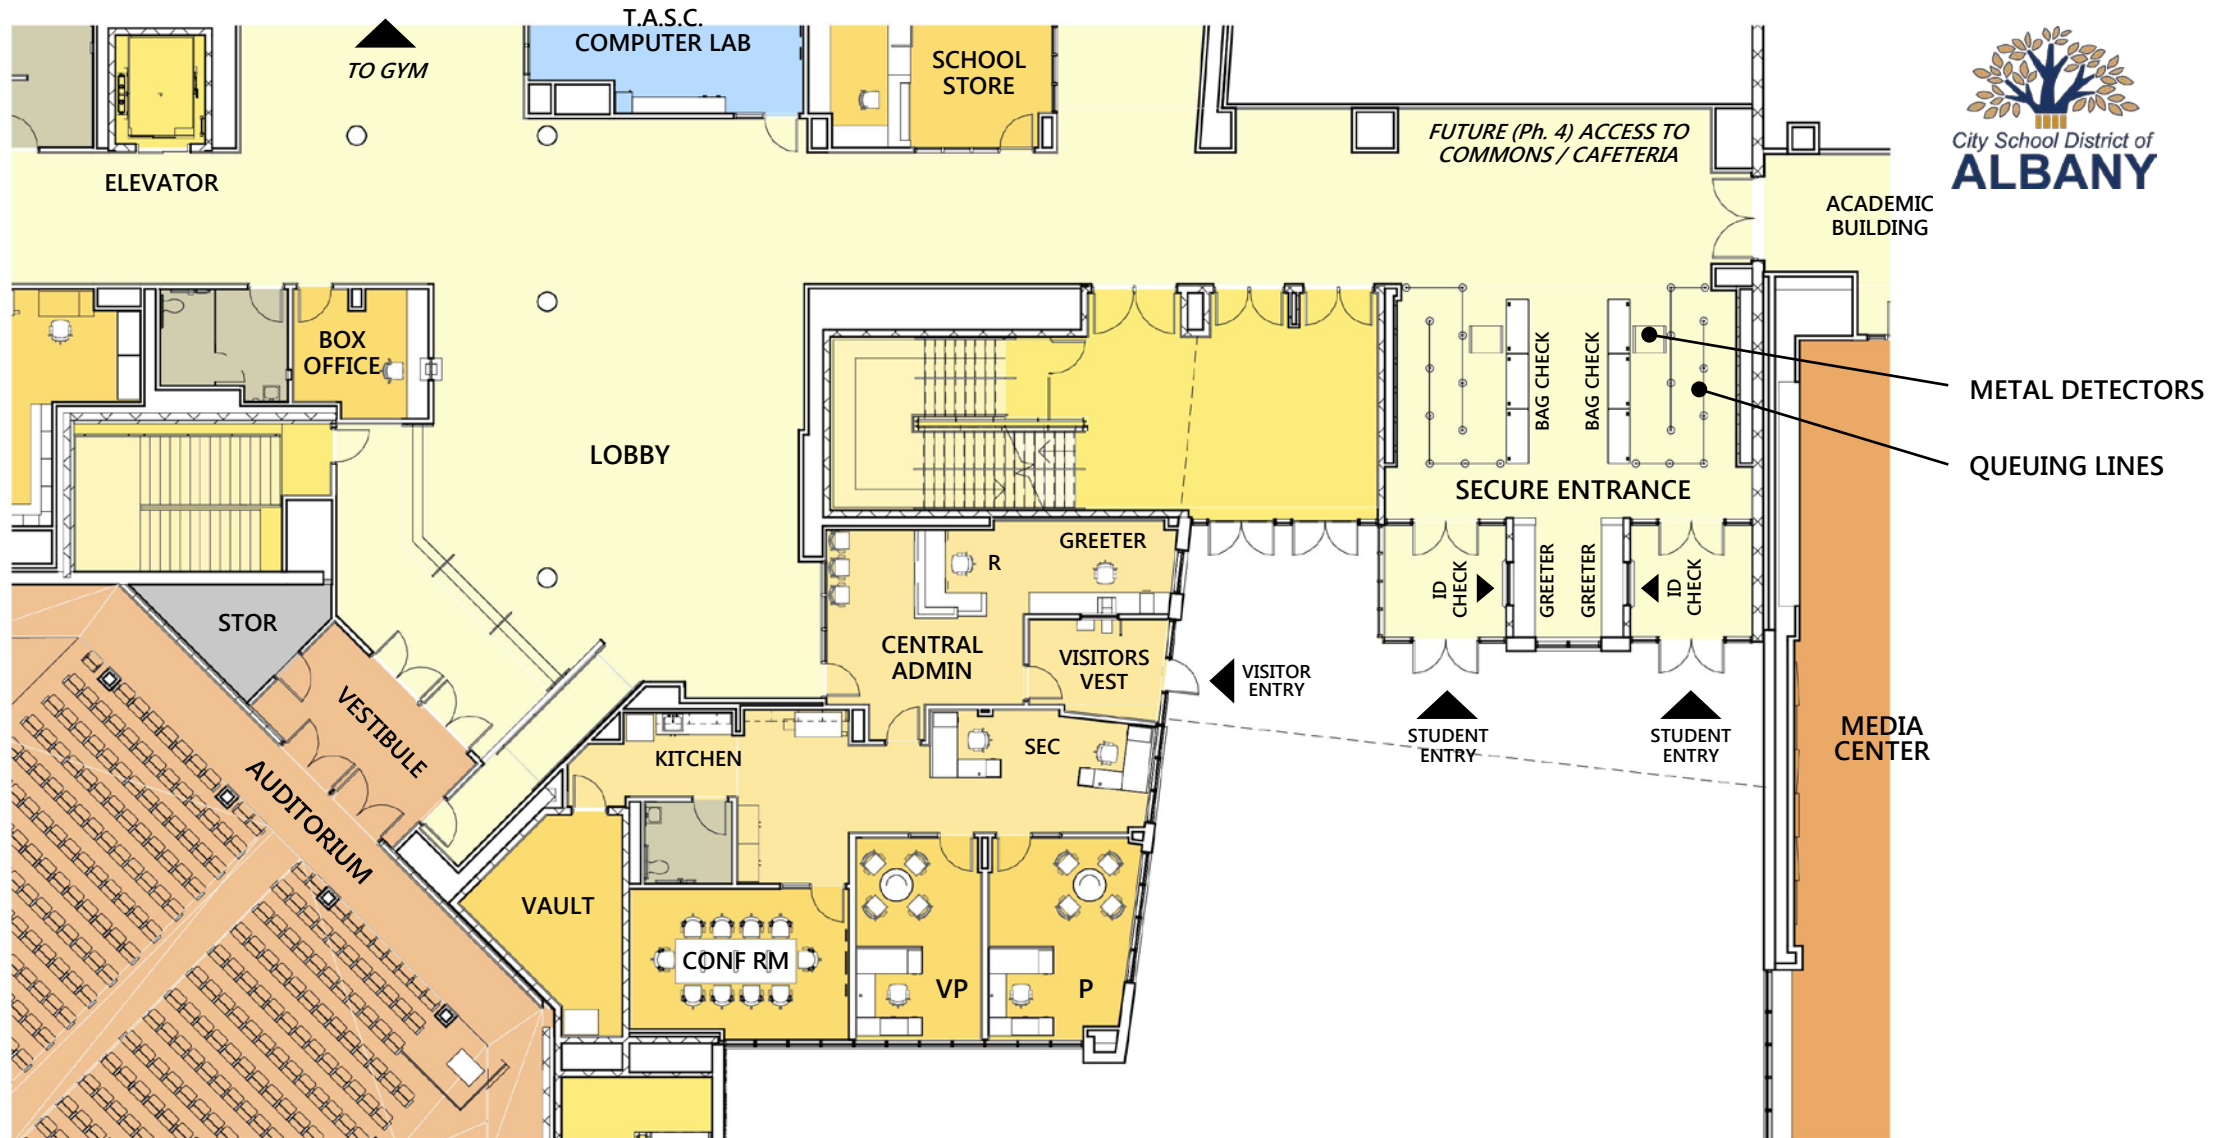 T.A.S.C.
COMPUTER LAB
TO GYM
SCHOOL
STORE
FUTURE (Ph. 4) ACCESS TO
COMMONS / CAFETERIA
City School District of
ALBANY
ELEVATOR
ACADEMIC
BUILDING
BOX
OFFICE
BAG CHECK
BAG CHECK
METAL DETECTORS
LOBBY
QUEUING LINES
SECURE ENTRANCE
GREETER
R
ID
CHECK
GREETER
GREETER
ID
CHECK
STOR
CENTRAL
ADMIN
VISITORS
VEST
VISITOR
ENTRY
VESTIBULE
STUDENT
ENTRY
STUDENT
ENTRY
MEDIA
CENTER
KITCHEN
SEC
AUDITORIUM
VAULT
CONF RM
VP
P